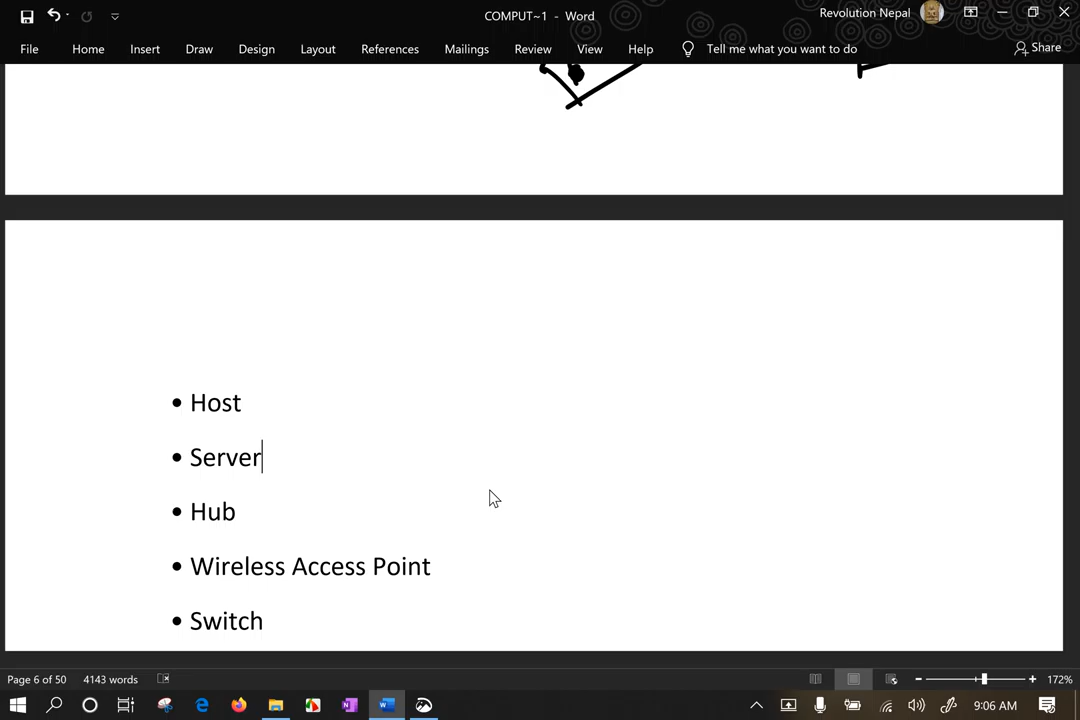 COMPUT~1 - Word
Revolution Nepal
File Home Insert Draw Design Layout References Mailings Review View Help Tell me what you want to do Share
• Host
• Server
• Hub
• Wireless Access Point
• Switch
Page 6 of 50 4143 words 172%
9:06 AM